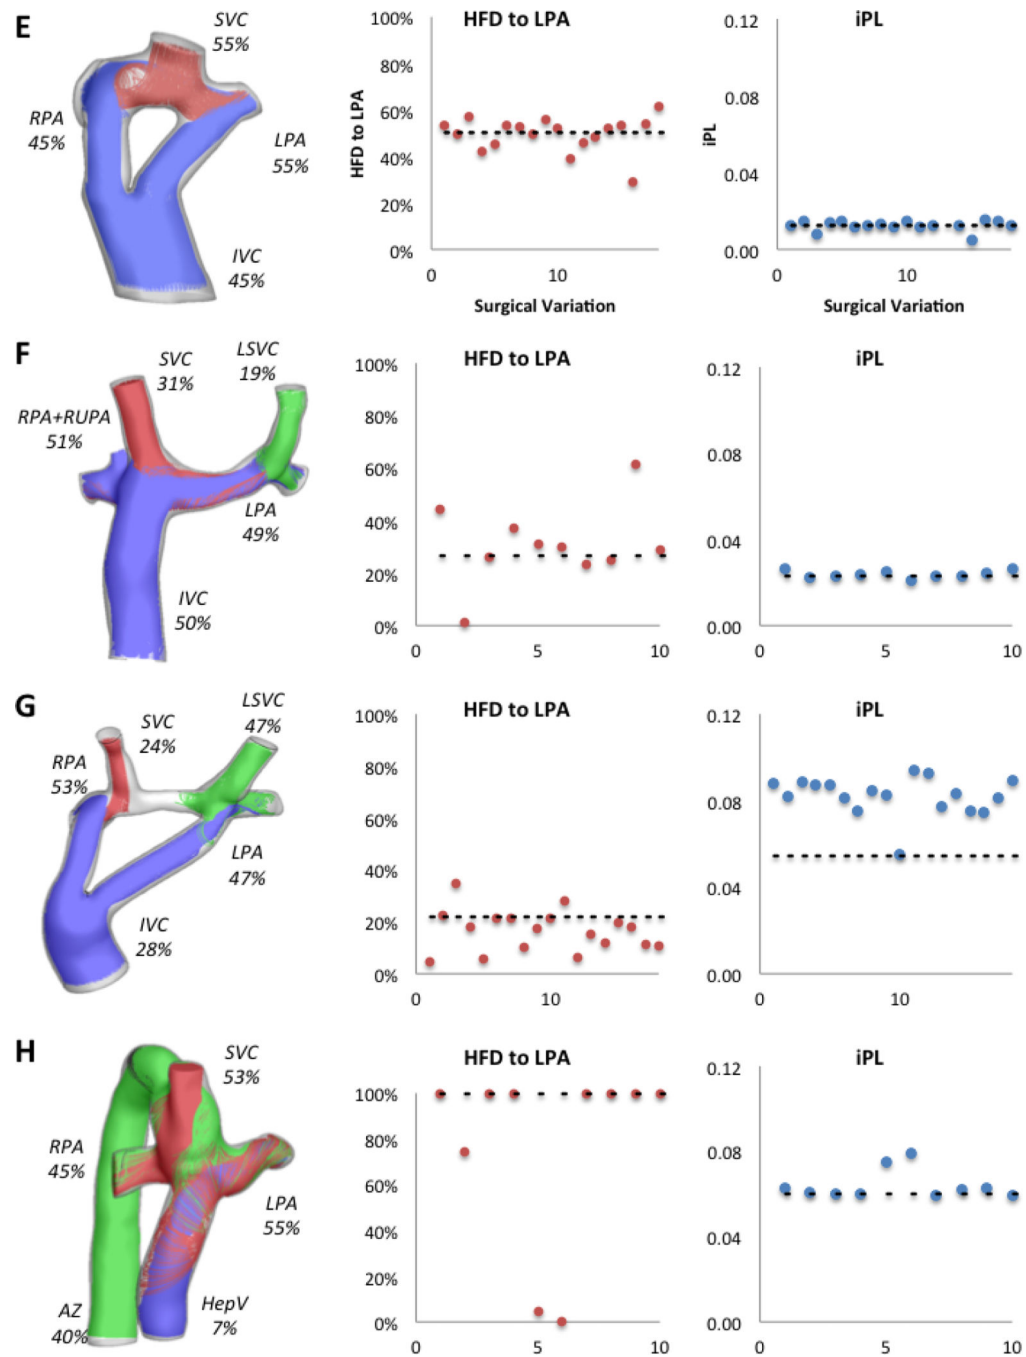 E
SVC
55%
RPA
45%
LPA
55%
IVC
45%
HFD to LPA
HFD to LPA
100%
80%
60%
40%
20%
0%
0
10
Surgical Variation
iPL
iPL
0.12
0.08
0.04
0.00
0
10
Surgical Variation
F
SVC
31%
LSVC
19%
RPA+RUPA
51%
LPA
49%
IVC
50%
HFD to LPA
100%
80%
60%
40%
20%
0%
0
5
10
iPL
0.12
0.08
0.04
0.00
0
5
10
G
SVC
24%
LSVC
47%
RPA
53%
LPA
47%
IVC
28%
HFD to LPA
100%
80%
60%
40%
20%
0%
0
10
iPL
0.12
0.08
0.04
0.00
0
10
H
SVC
53%
RPA
45%
LPA
55%
AZ
40%
HepV
7%
HFD to LPA
100%
80%
60%
40%
20%
0%
0
5
10
iPL
0.12
0.08
0.04
0.00
0
5
10